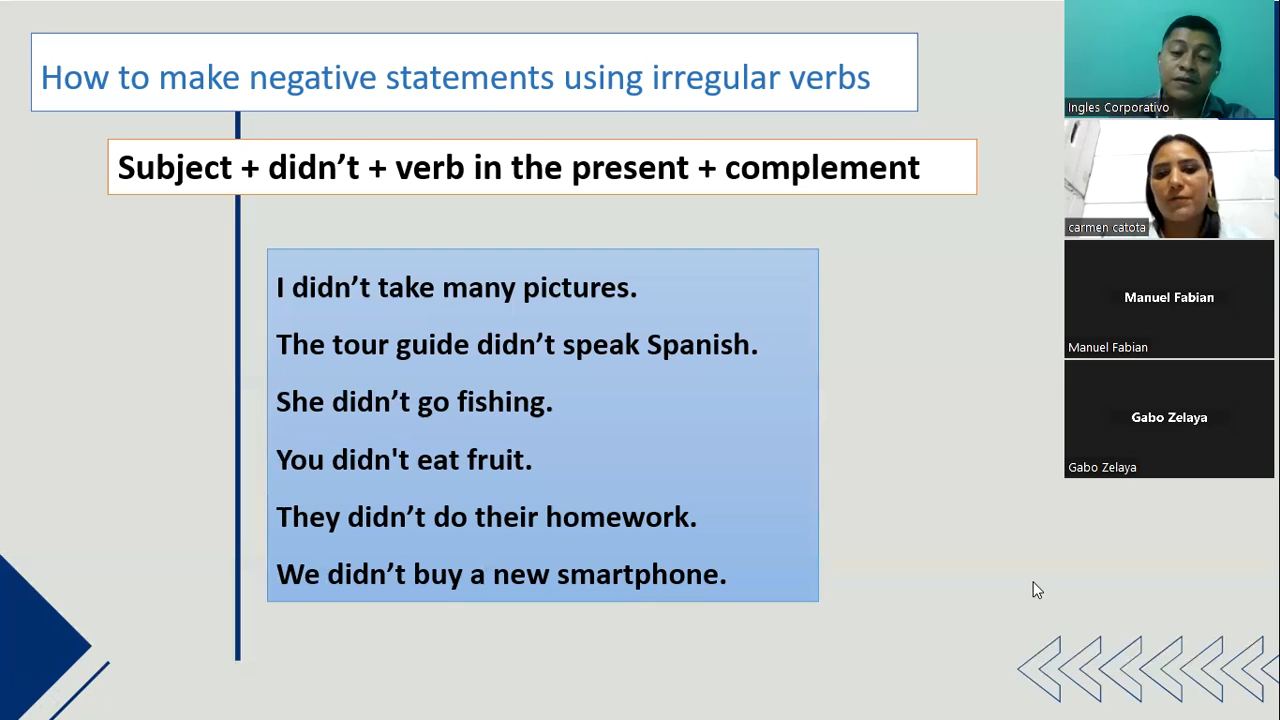 How to make negative statements using irregular verbs
Subject + didn’t + verb in the present + complement
I didn’t take many pictures.
The tour guide didn’t speak Spanish.
She didn’t go fishing.
You didn't eat fruit.
They didn’t do their homework.
We didn’t buy a new smartphone.
Ingles Corporativo
carmen catota
Manuel Fabian
Manuel Fabian
Gabo Zelaya
Gabo Zelaya